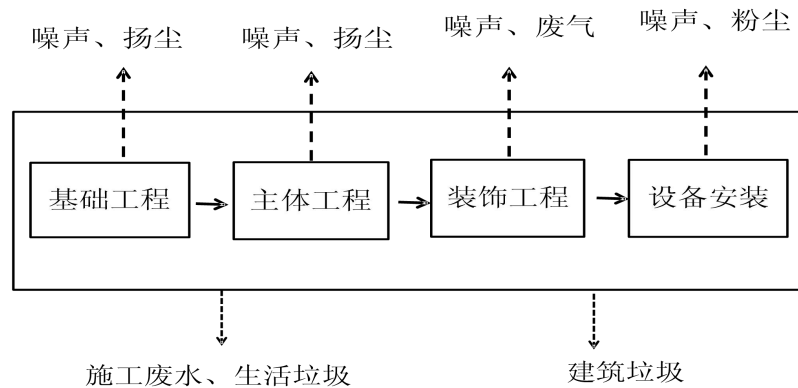 噪声、扬尘
噪声、扬尘
噪声、废气
噪声、粉尘
基础工程
主体工程
装饰工程
设备安装
施工废水、生活垃圾
建筑垃圾